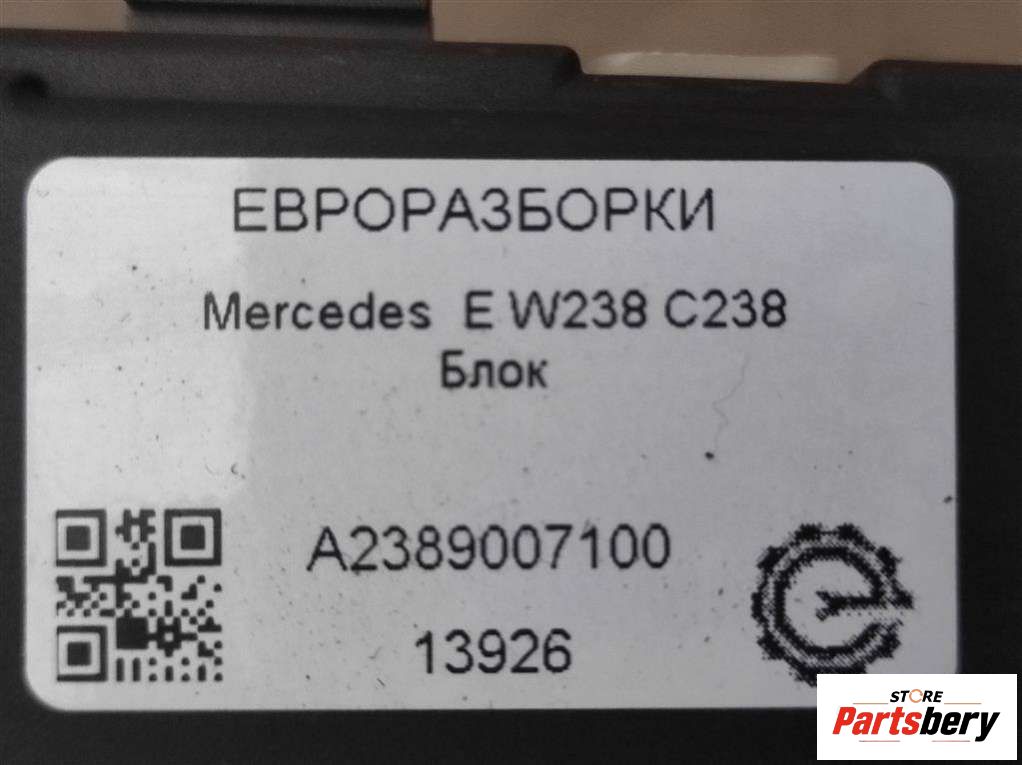 ЕВРОРАЗБОРКИ
Mercedes E W238 C238
Блок
A2389007100
13926
STORE
Partsbery